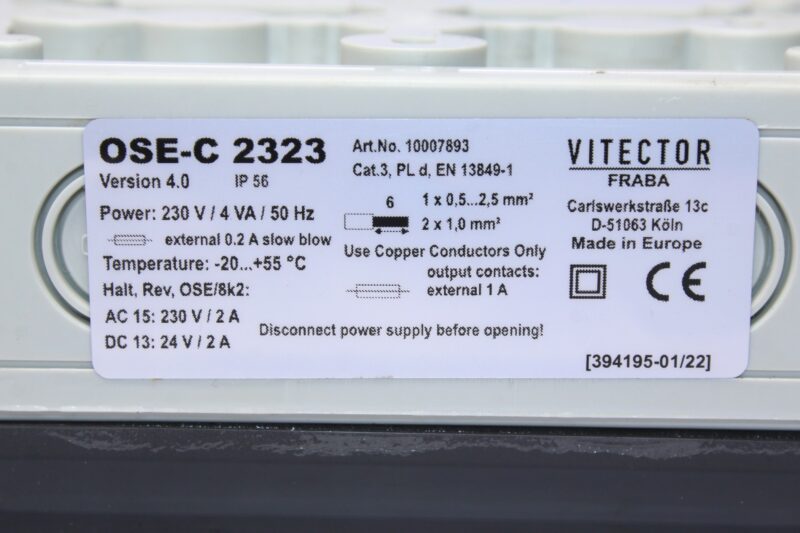 OSE-C 2323
Version 4.0 IP 56
Power: 230 V / 4 VA / 50 Hz
external 0.2 A slow blow
Temperature: -20...+55 °C
Halt, Rev, OSE/8k2:
AC 15: 230 V / 2 A
DC 13: 24 V / 2 A
Art.No. 10007893
Cat.3, PL d, EN 13849-1
6 1 x 0,5...2,5 mm²
2 x 1,0 mm²
Use Copper Conductors Only
output contacts:
external 1 A
Disconnect power supply before opening!
VITECTOR
FRABA
Carlswerkstraße 13c
D-51063 Köln
Made in Europe
CE
[394195-01/22]